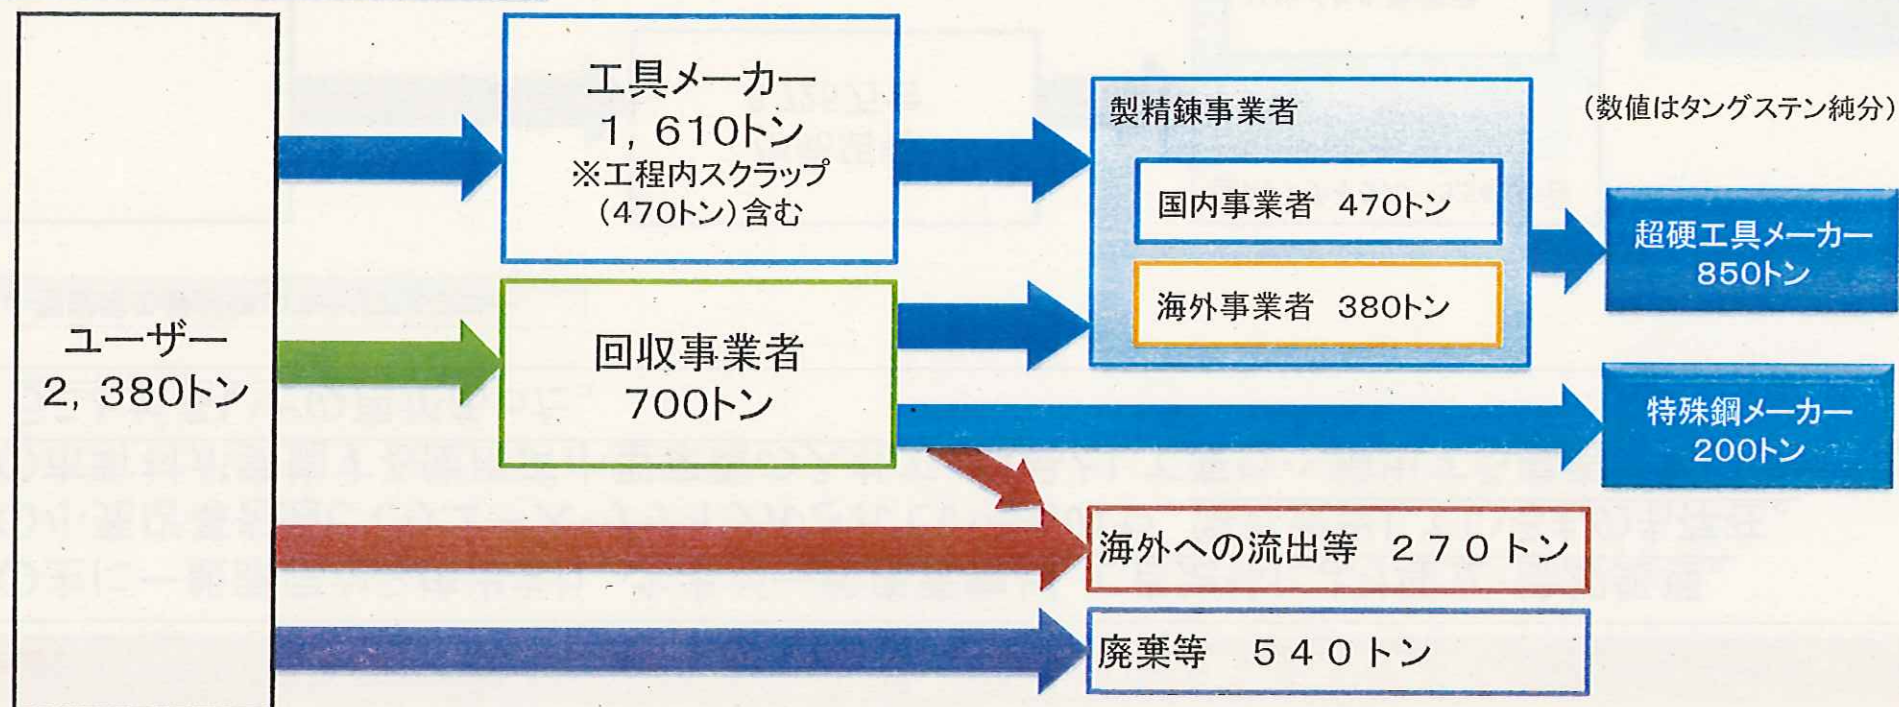 ユーザー
2，380トン
工具メーカー
1，610トン
※工程内スクラップ
（470トン）含む
回収事業者
700トン
製精錬事業者
国内事業者 470トン
海外事業者 380トン
（数値はタングステン純分）
超硬工具メーカー
850トン
特殊鋼メーカー
200トン
海外への流出等 ２７０トン
廃棄等 ５４０トン